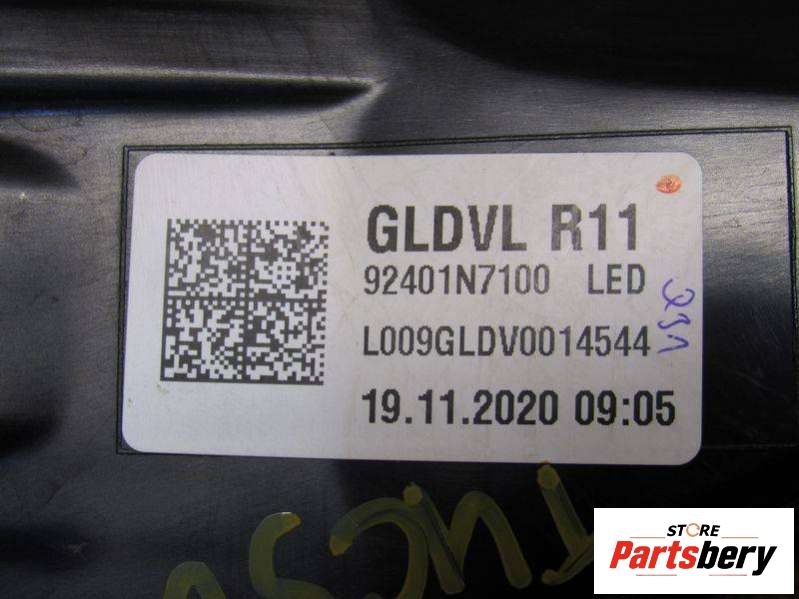 GLDVL R11
92401N7100 LED
L009GLDV0014544
19.11.2020 09:05
STORE
Partsbery